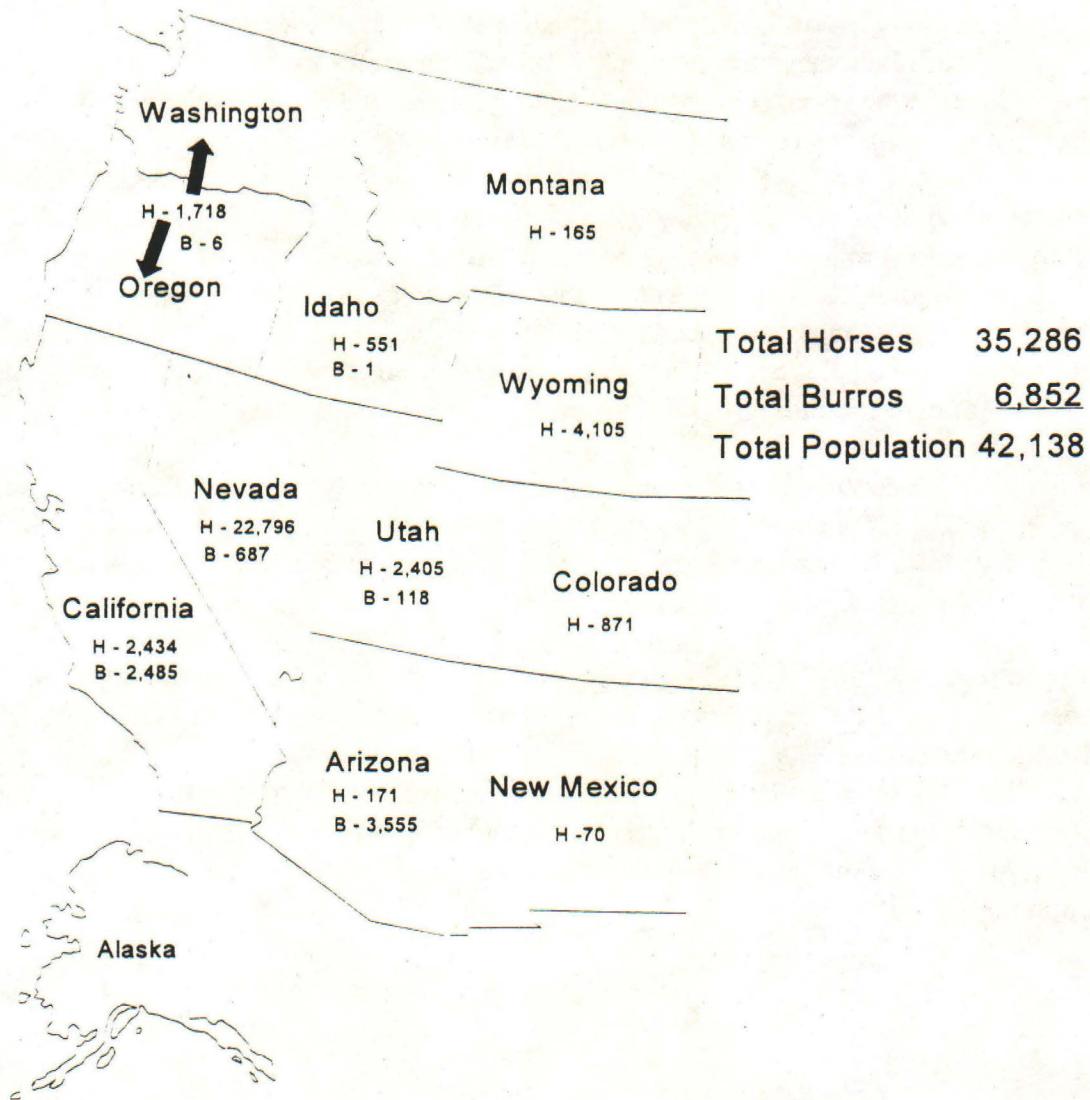 Washington
H - 1,718
B - 6
Oregon
Montana
H - 165
Idaho
H - 551
B - 1
Wyoming
H - 4,105
Total Horses 35,286
Total Burros 6,852
Total Population 42,138
Nevada
H - 22,796
B - 687
Utah
H - 2,405
B - 118
Colorado
H - 871
California
H - 2,434
B - 2,485
Arizona
H - 171
B - 3,555
New Mexico
H -70
Alaska